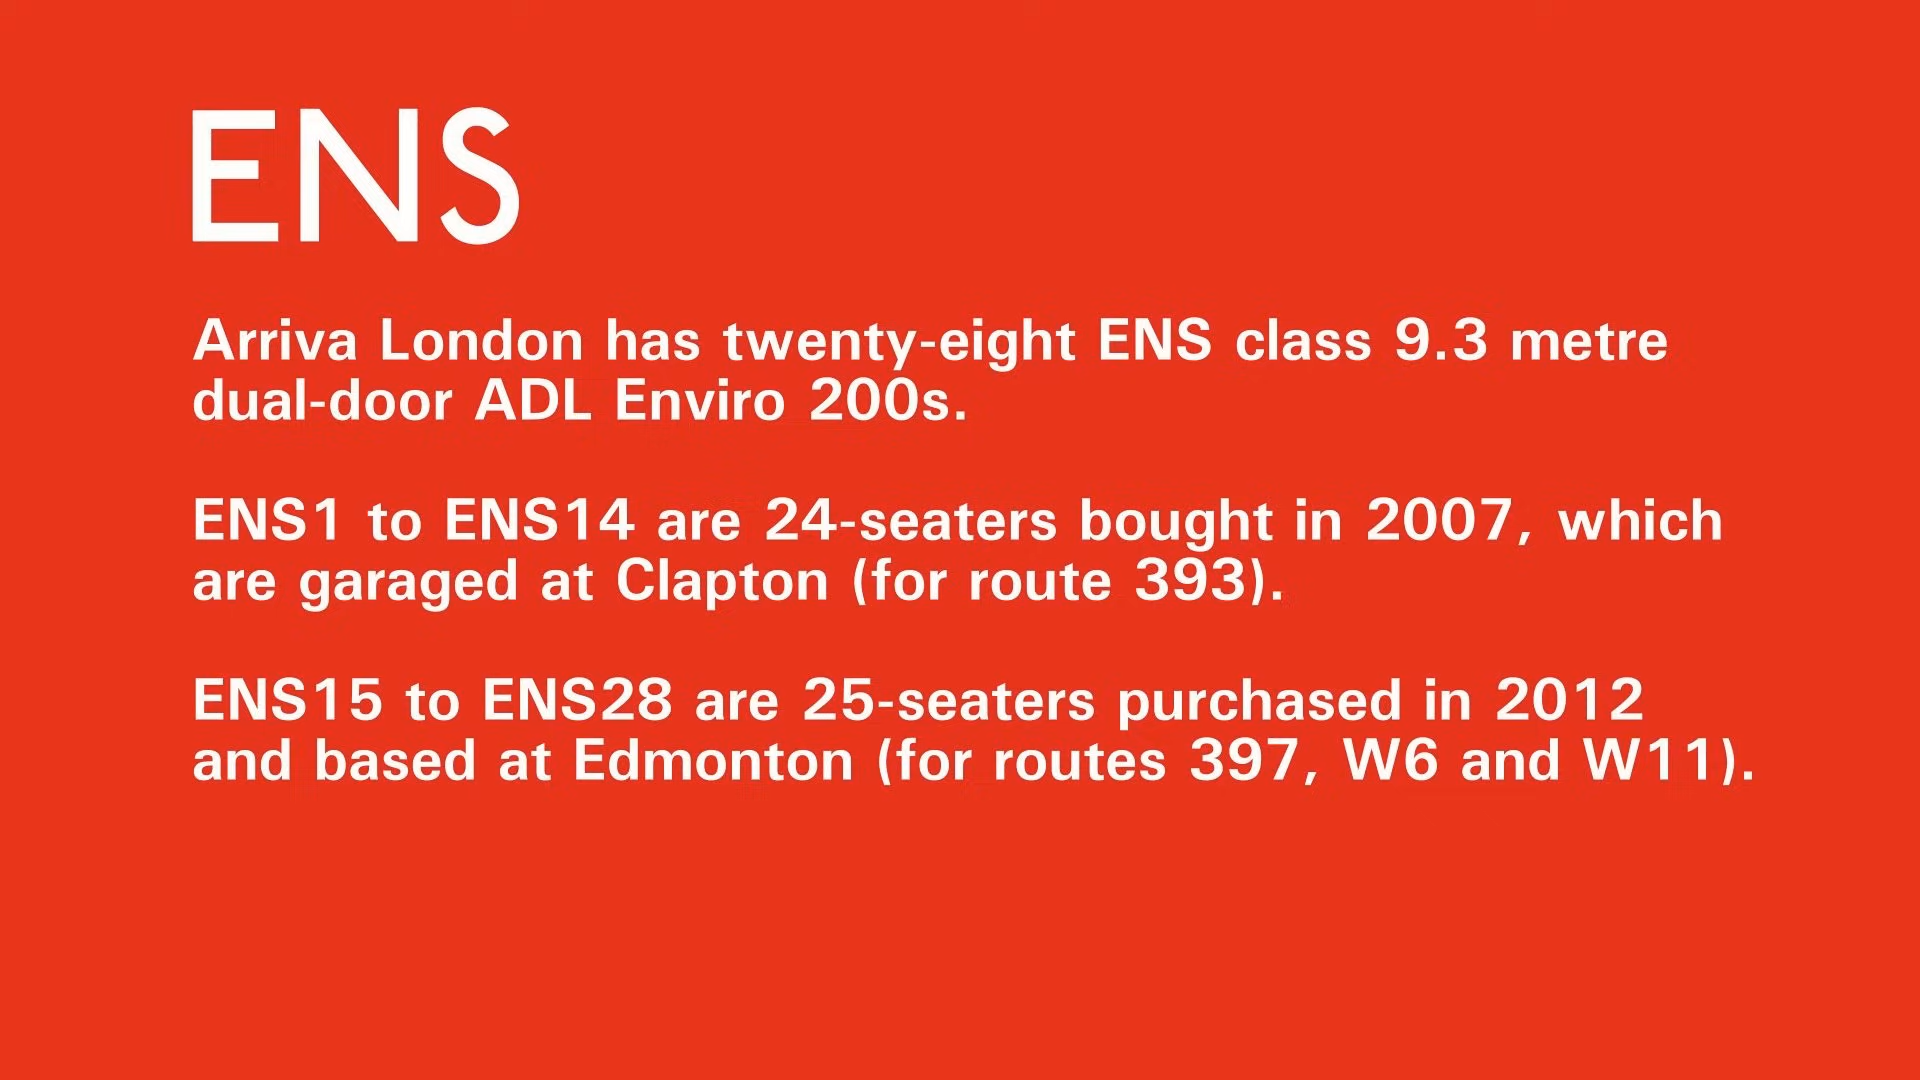 ENS
Arriva London has twenty-eight ENS class 9.3 metre
dual-door ADL Enviro 200s.
ENS1 to ENS14 are 24-seaters bought in 2007, which
are garaged at Clapton (for route 393).
ENS15 to ENS28 are 25-seaters purchased in 2012
and based at Edmonton (for routes 397, W6 and W11).